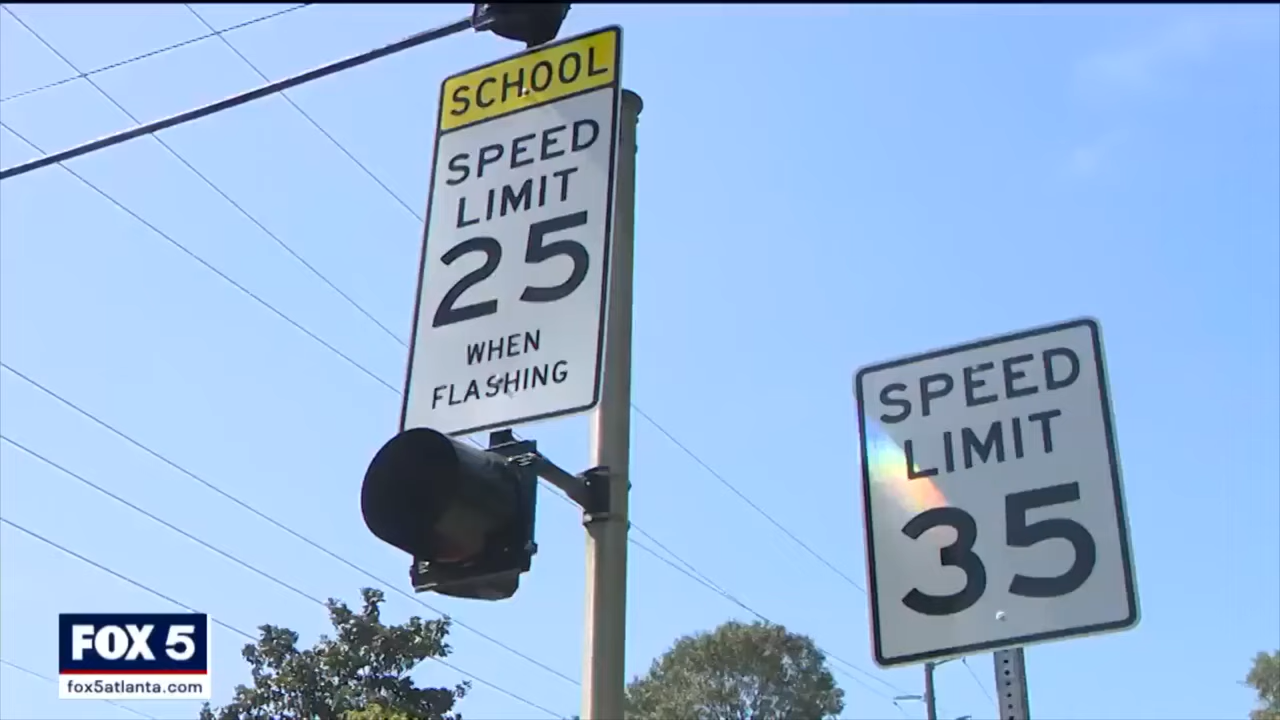 SCHOOL
SPEED
LIMIT
25
WHEN
FLASHING
SPEED
LIMIT
35
FOX 5
fox5atlanta.com